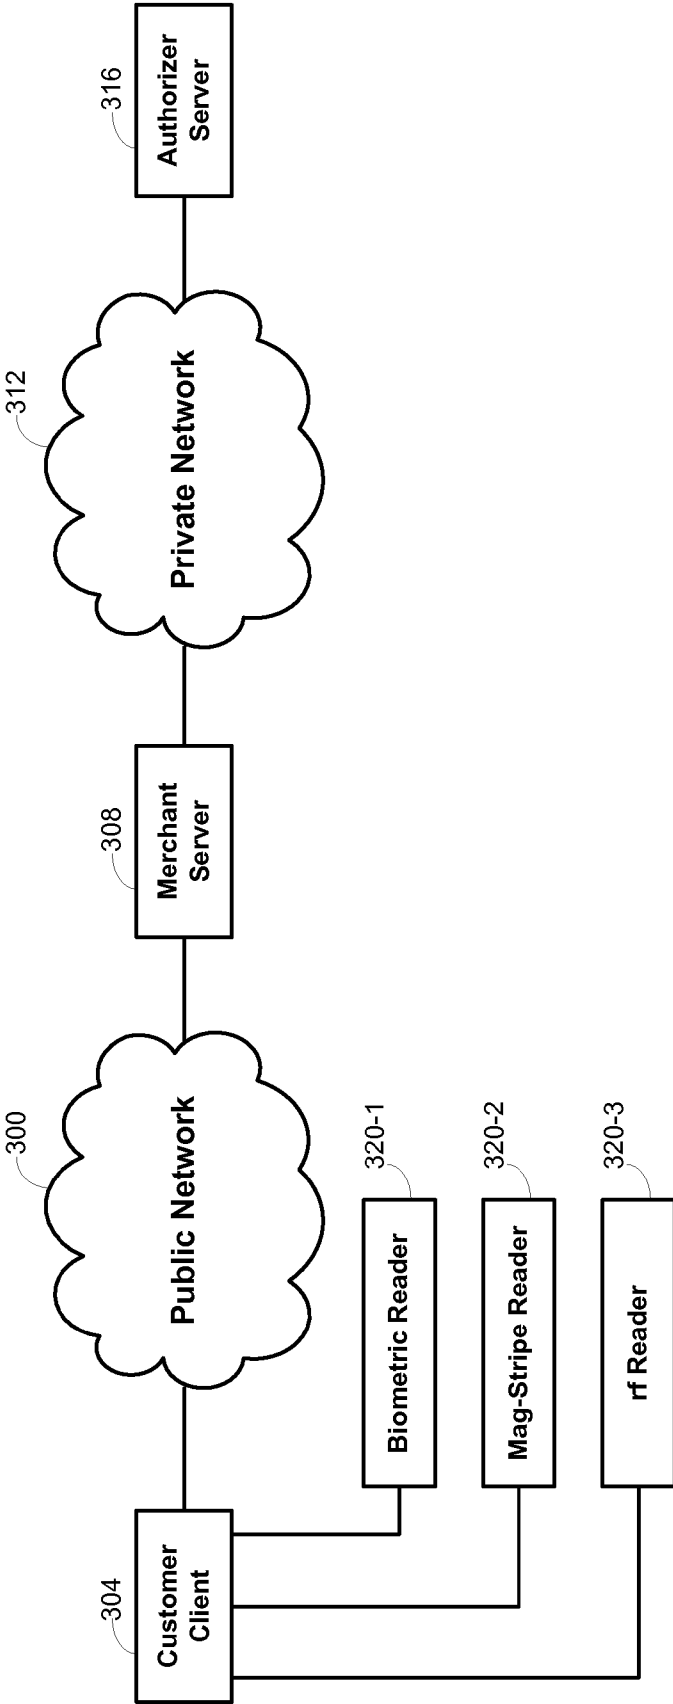 300
312
304
308
316
Customer
Client
Public Network
Merchant
Server
Private Network
Authorizer
Server
Biometric Reader
320-1
Mag-Stripe Reader
320-2
rf Reader
320-3